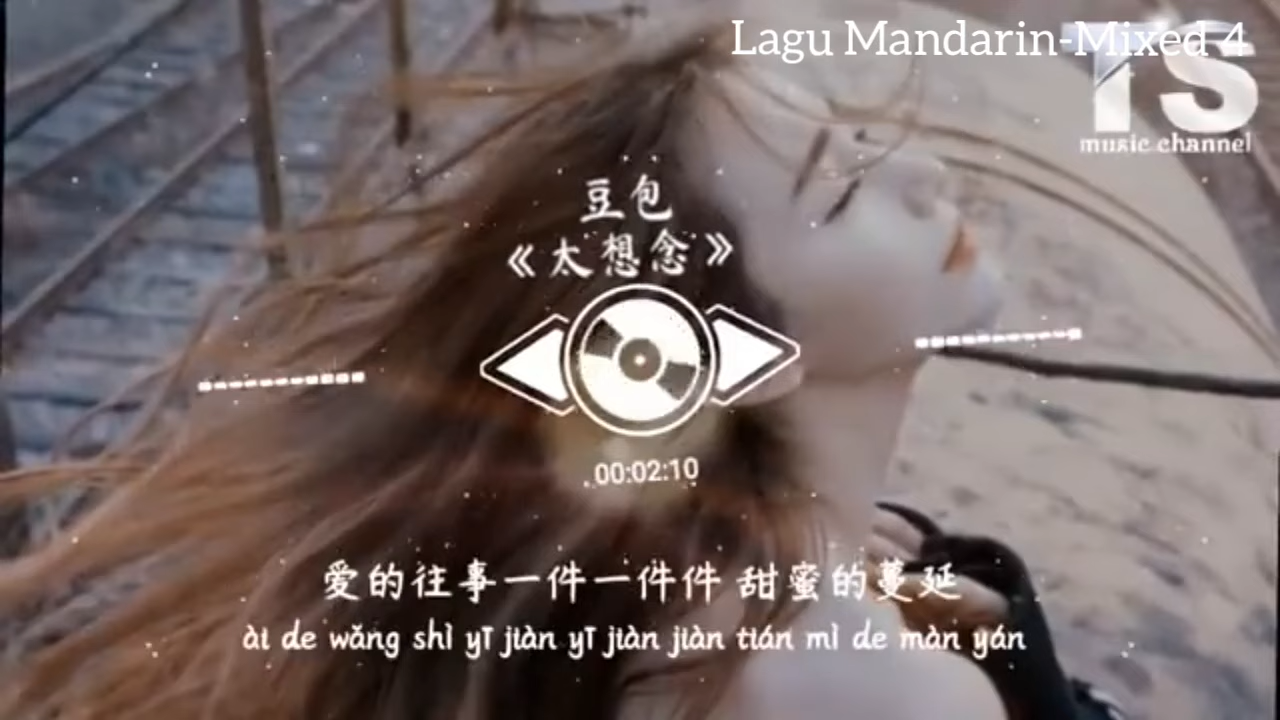 Lagu Mandarin-Mixed 4
TS
music channel
豆包
《太想念》
00:02:10
爱的往事一件一件件 甜蜜的蔓延
ài de wǎng shì yī jiàn yī jiàn jiàn tián mì de màn yán